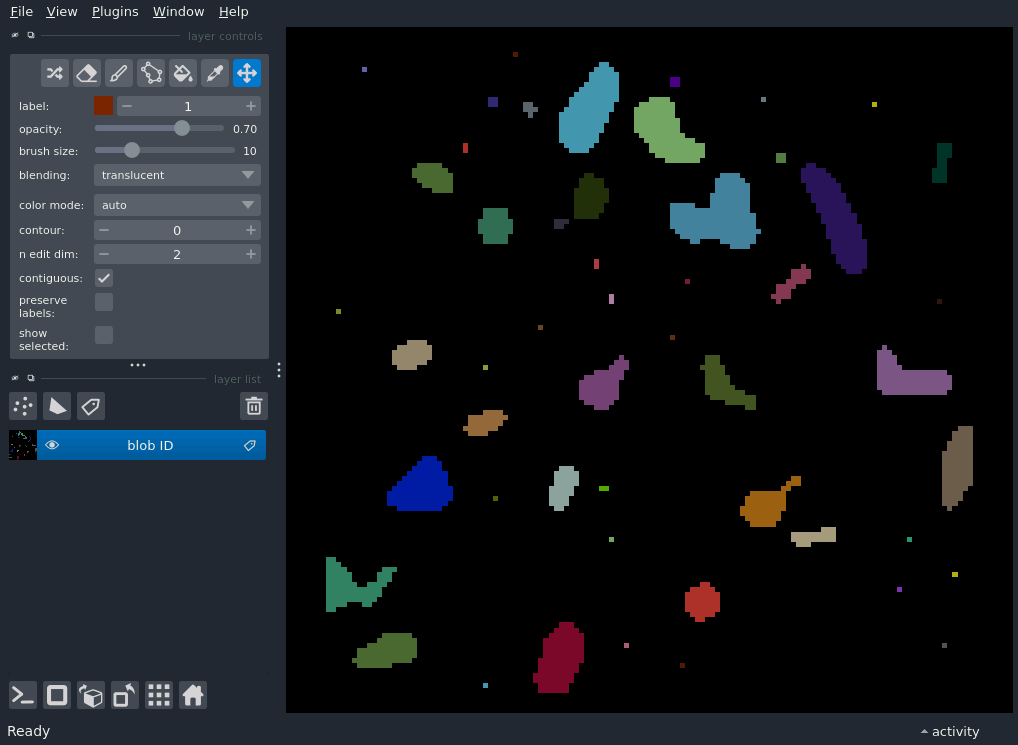 File View Plugins Window Help
layer controls
label: 1
opacity: 0.70
brush size: 10
blending: translucent
color mode: auto
contour: 0
n edit dim: 2
contiguous:
preserve
labels:
show
selected:
layer list
blob ID
Ready
activity